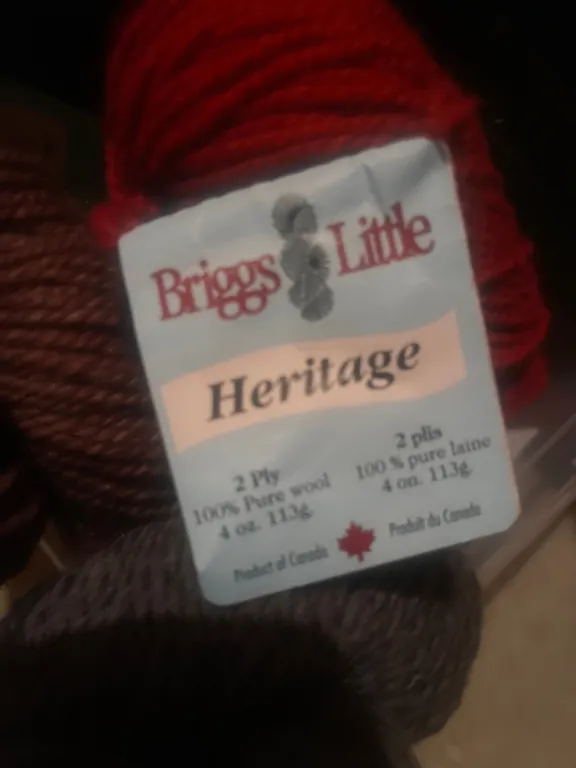 Briggs Little
Heritage
2 Ply
100% Pure wool
4 oz. 113g.
2 plis
100 % pure laine
4 on. 113g.
Product of Canada
Produit du Canada